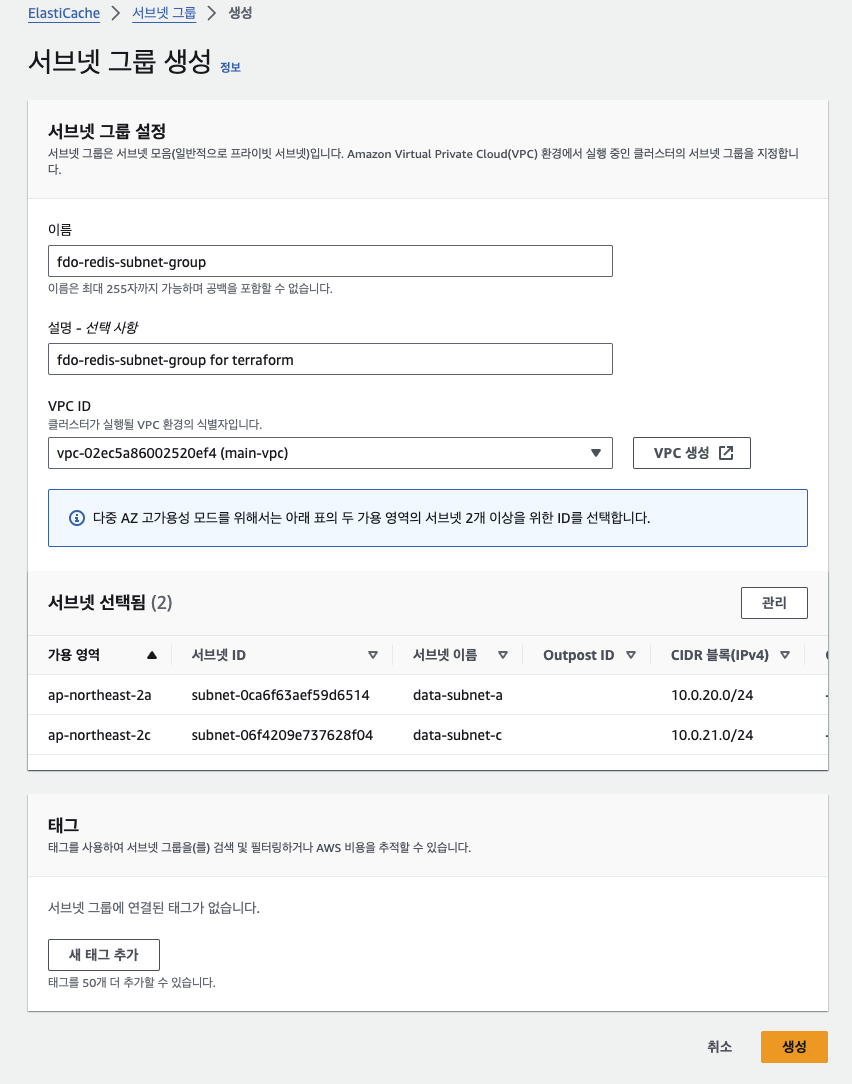 ElastiCache > 서브넷 그룹 > 생성
서브넷 그룹 생성 정보
서브넷 그룹 설정
서브넷 그룹은 서브넷 모음(일반적으로 프라이빗 서브넷)입니다. Amazon Virtual Private Cloud(VPC) 환경에서 실행 중인 클러스터의 서브넷 그룹을 지정합니
다.
이름
fdo-redis-subnet-group
이름은 최대 255자까지 가능하며 공백을 포함할 수 없습니다.
설명 - 선택 사항
fdo-redis-subnet-group for terraform
VPC ID
클러스터가 실행될 VPC 환경의 식별자입니다.
vpc-02ec5a86002520ef4 (main-vpc) VPC 생성
다중 AZ 고가용성 모드를 위해서는 아래 표의 두 가용 영역의 서브넷 2개 이상을 위한 ID를 선택합니다.
서브넷 선택됨 (2) 관리
가용 영역 서브넷 ID 서브넷 이름 Outpost ID CIDR 블록(IPv4)
ap-northeast-2a subnet-0ca6f63aef59d6514 data-subnet-a 10.0.20.0/24
ap-northeast-2c subnet-06f4209e737628f04 data-subnet-c 10.0.21.0/24
태그
태그를 사용하여 서브넷 그룹을(를) 검색 및 필터링하거나 AWS 비용을 추적할 수 있습니다.
서브넷 그룹에 연결된 태그가 없습니다.
새 태그 추가
태그를 50개 더 추가할 수 있습니다.
취소 생성